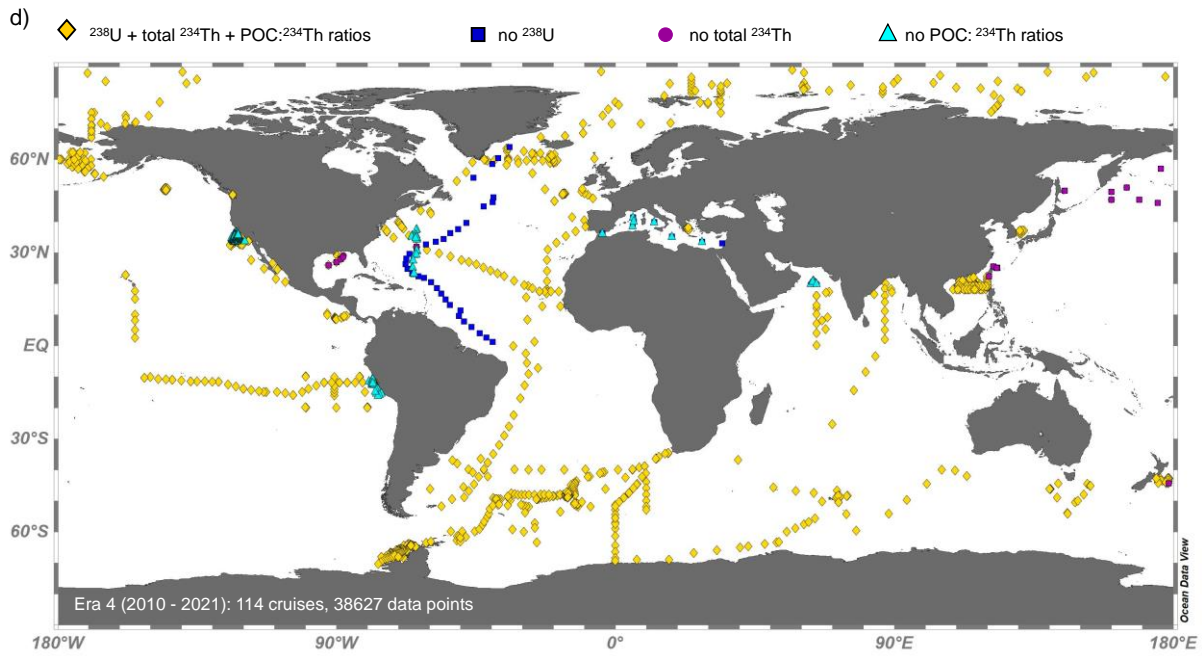 d)
²³⁸U + total ²³⁴Th + POC:²³⁴Th ratios
no ²³⁸U
no total ²³⁴Th
no POC: ²³⁴Th ratios
60°N
30°N
EQ
30°S
60°S
Era 4 (2010 - 2021): 114 cruises, 38627 data points
Ocean Data View
180°W
90°W
0°
90°E
180°E